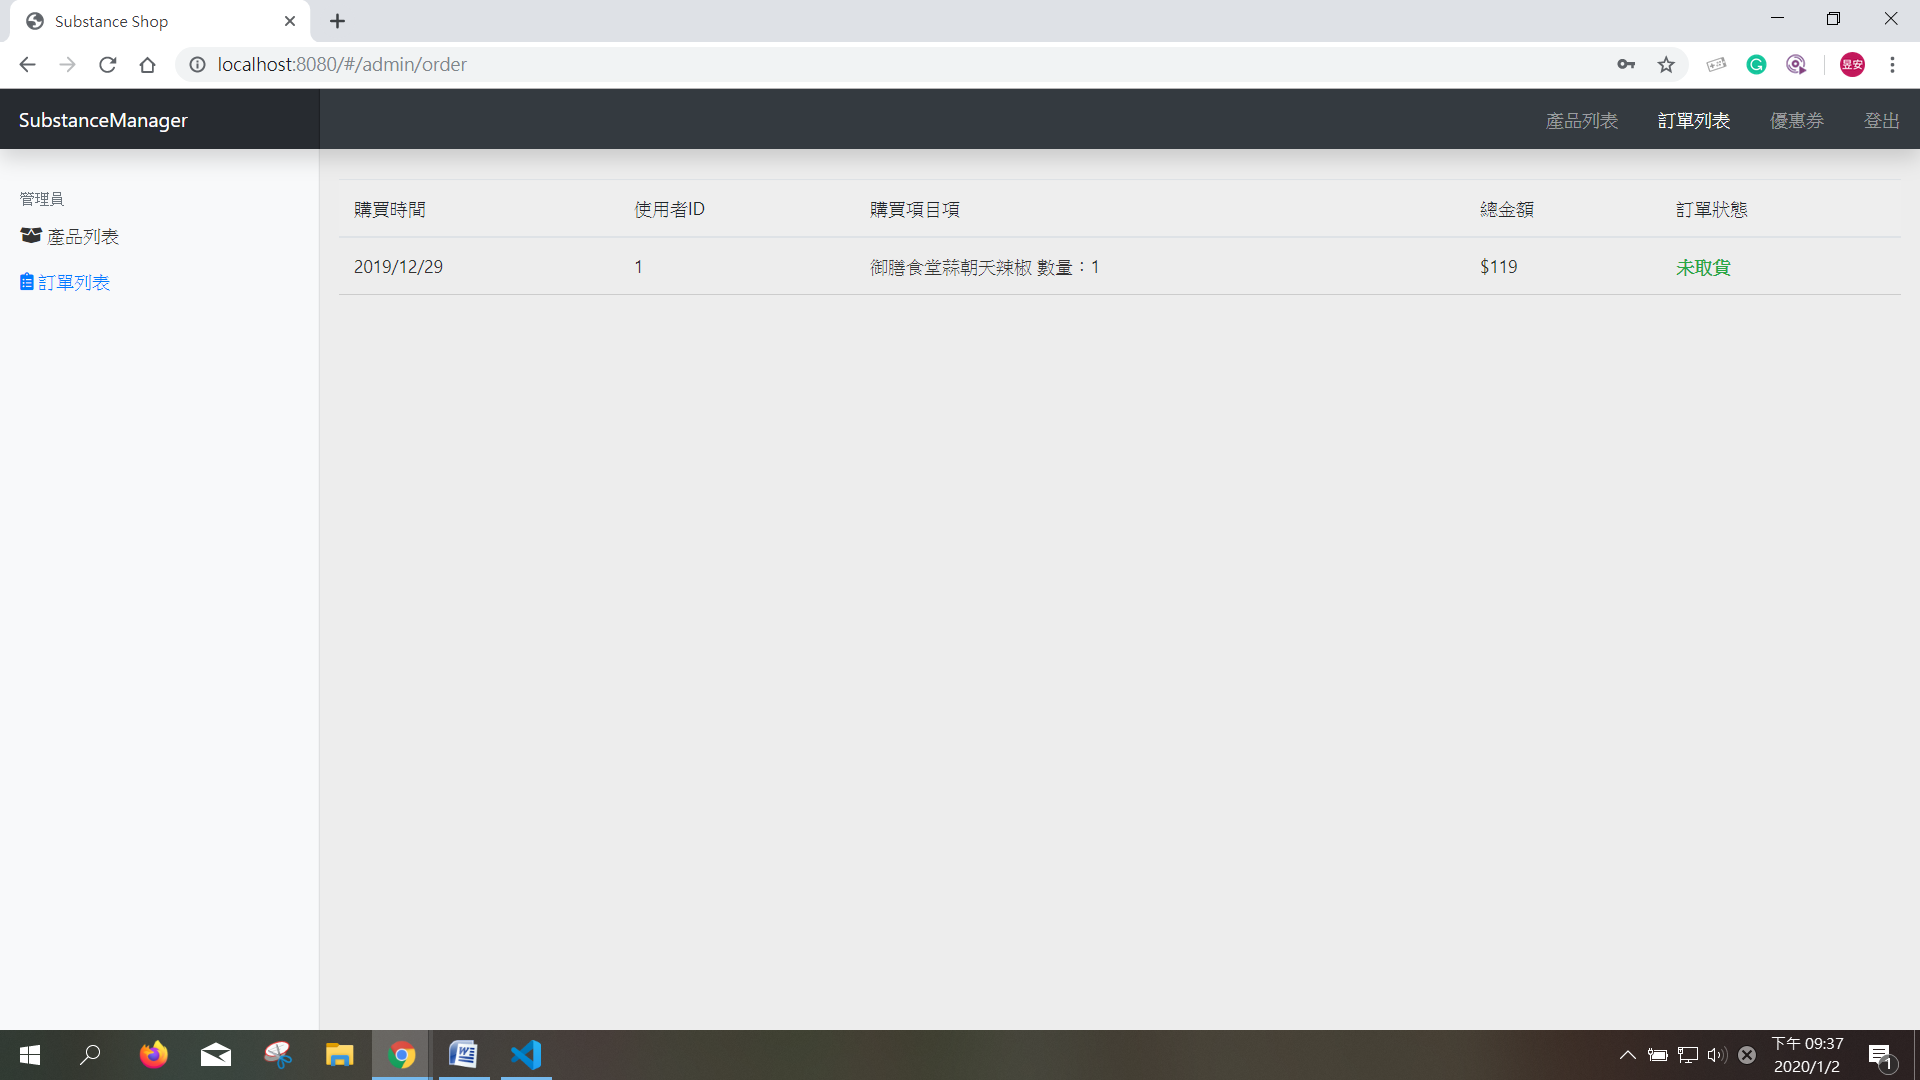 Substance Shop
localhost:8080/#/admin/order
昱安
SubstanceManager
產品列表 訂單列表 優惠券 登出
管理員
產品列表
訂單列表
購買時間 使用者ID 購買項目項 總金額 訂單狀態
2019/12/29 1 御膳食堂蒜朝天辣椒 數量：1 $119 未取貨
下午 09:37
2020/1/2
1